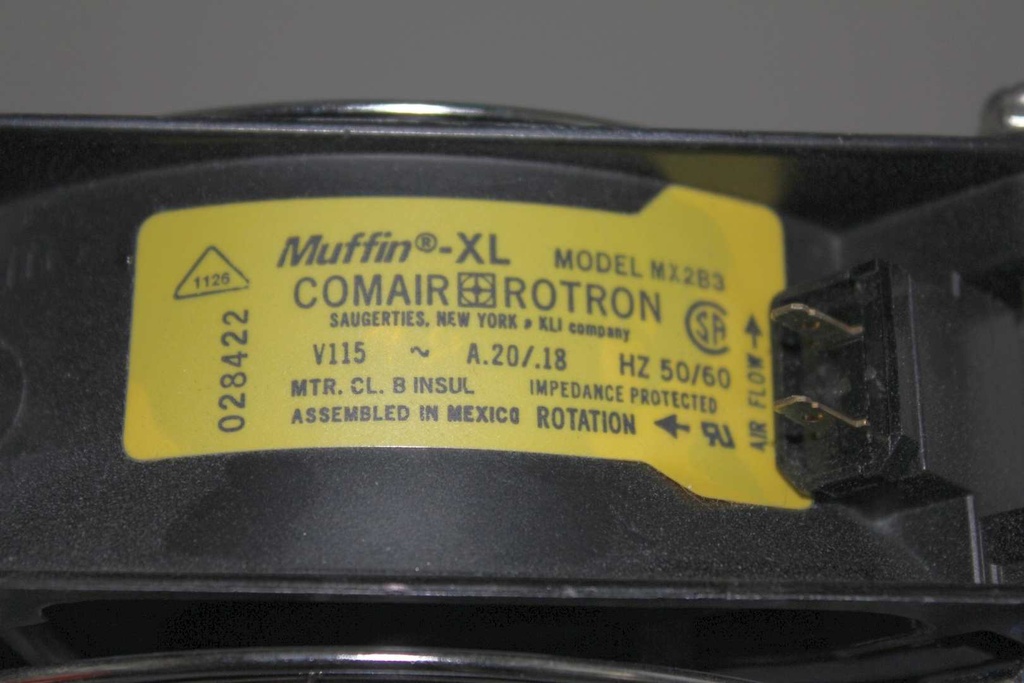 Muffin®-XL MODEL MX2B3
1126
COMAIR ROTRON
SAUGERTIES, NEW YORK, XLI company
028422
V115 ~ A.20/.18 HZ 50/60
MTR. CL. B INSUL IMPEDANCE PROTECTED
ASSEMBLED IN MEXICO ROTATION
AIR FLOW